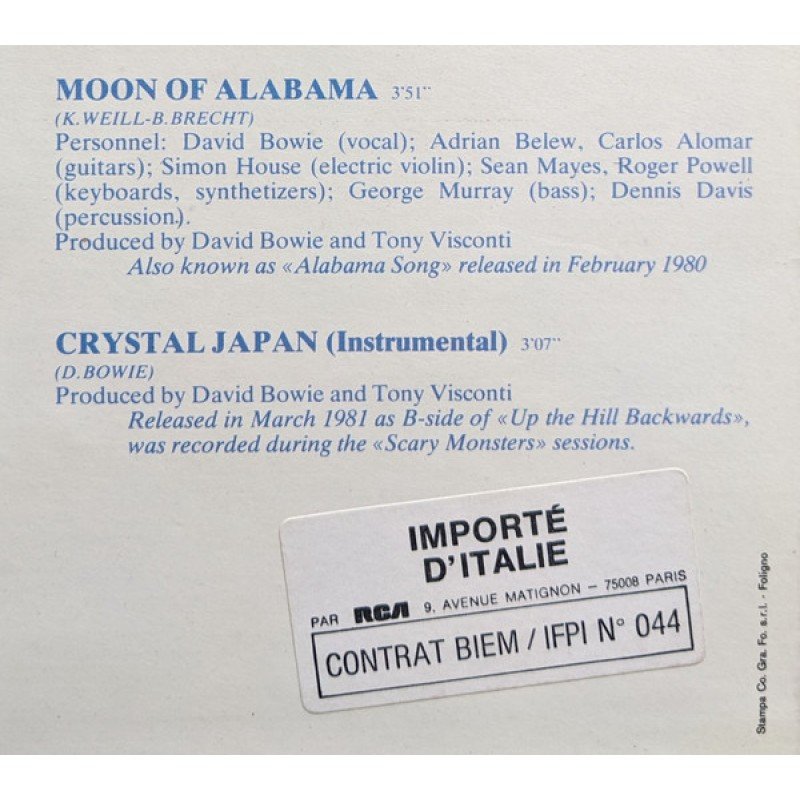 MOON OF ALABAMA 3'51''
(K.WEILL-B.BRECHT)
Personnel: David Bowie (vocal); Adrian Belew, Carlos Alomar
(guitars); Simon House (electric violin); Sean Mayes, Roger Powell
(keyboards, synthetizers); George Murray (bass); Dennis Davis
(percussion.).
Produced by David Bowie and Tony Visconti
Also known as «Alabama Song» released in February 1980
CRYSTAL JAPAN (Instrumental) 3'07''
(D.BOWIE)
Produced by David Bowie and Tony Visconti
Released in March 1981 as B-side of «Up the Hill Backwards»,
was recorded during the «Scary Monsters» sessions.
IMPORTÉ
D'ITALIE
PAR RCA 9, AVENUE MATIGNON – 75008 PARIS
CONTRAT BIEM / IFPI N° 044
Stampa Co. Gra. Fo. s.r.l. - Foligno